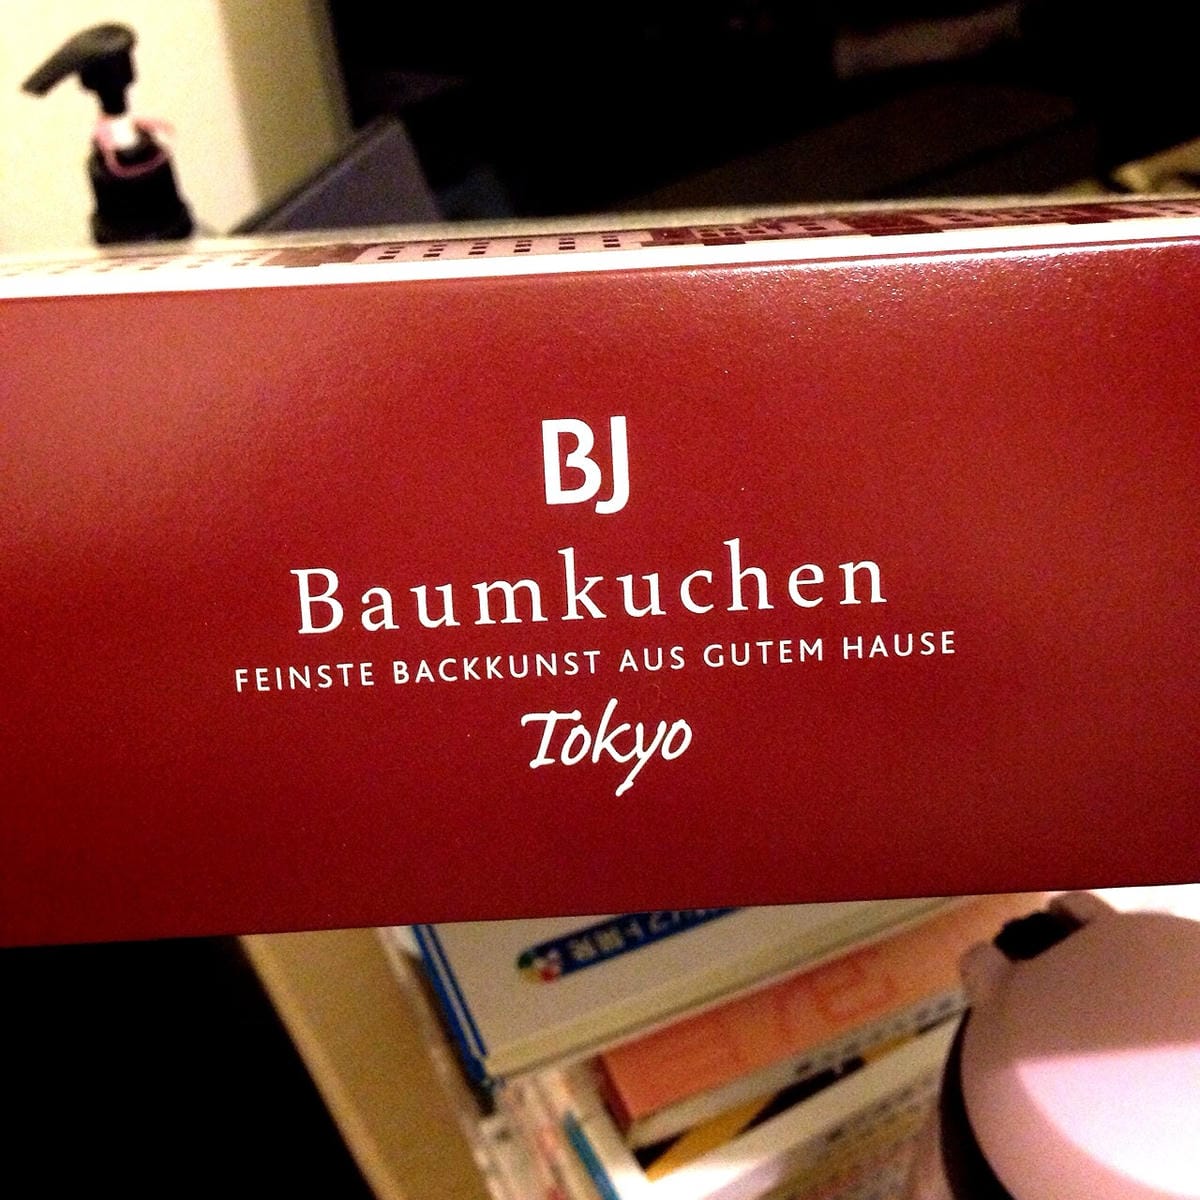 BJ
Baumkuchen
FEINSTE BACKKUNST AUS GUTEM HAUSE
Tokyo